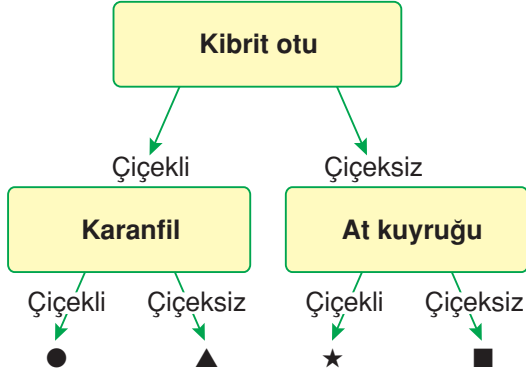 Kibrit otu
Çiçekli Çiçeksiz
Karanfil At kuyruğu
Çiçekli Çiçeksiz Çiçekli Çiçeksiz